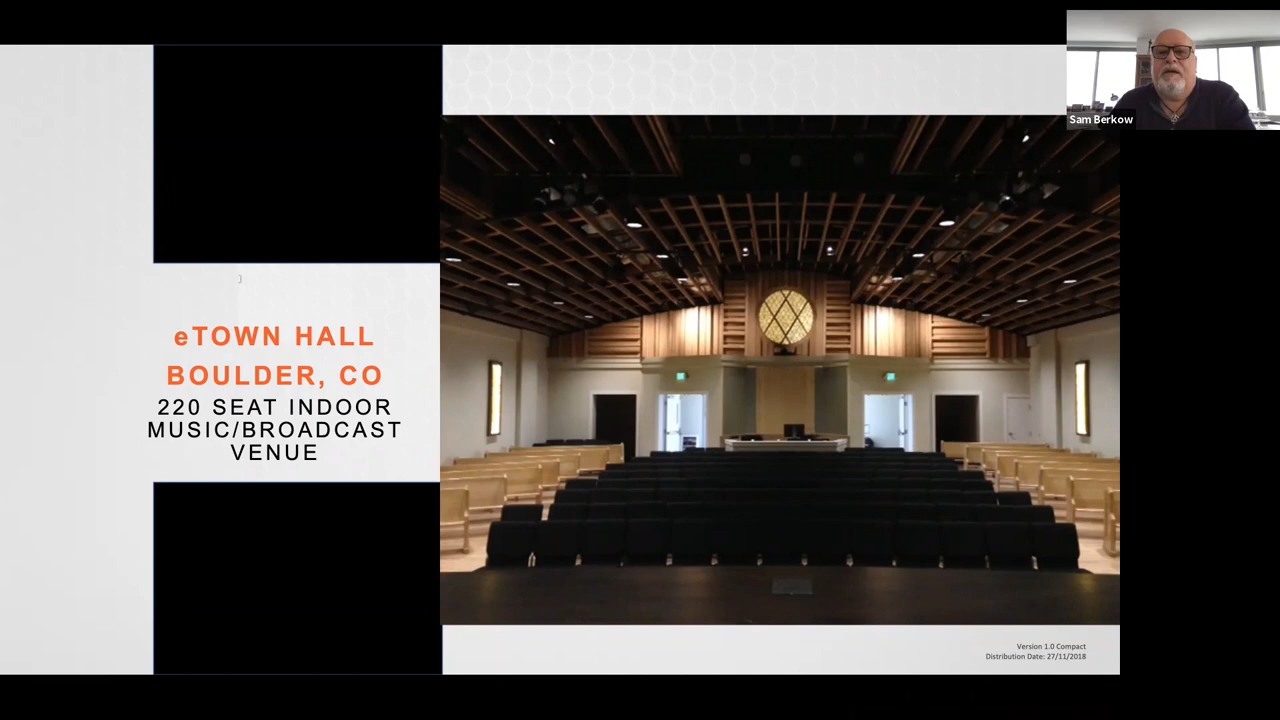 Sam Berkow
eTOWN HALL
BOULDER, CO
220 SEAT INDOOR
MUSIC/BROADCAST
VENUE
Version 1.0 Compact
Distribution Date: 27/11/2018